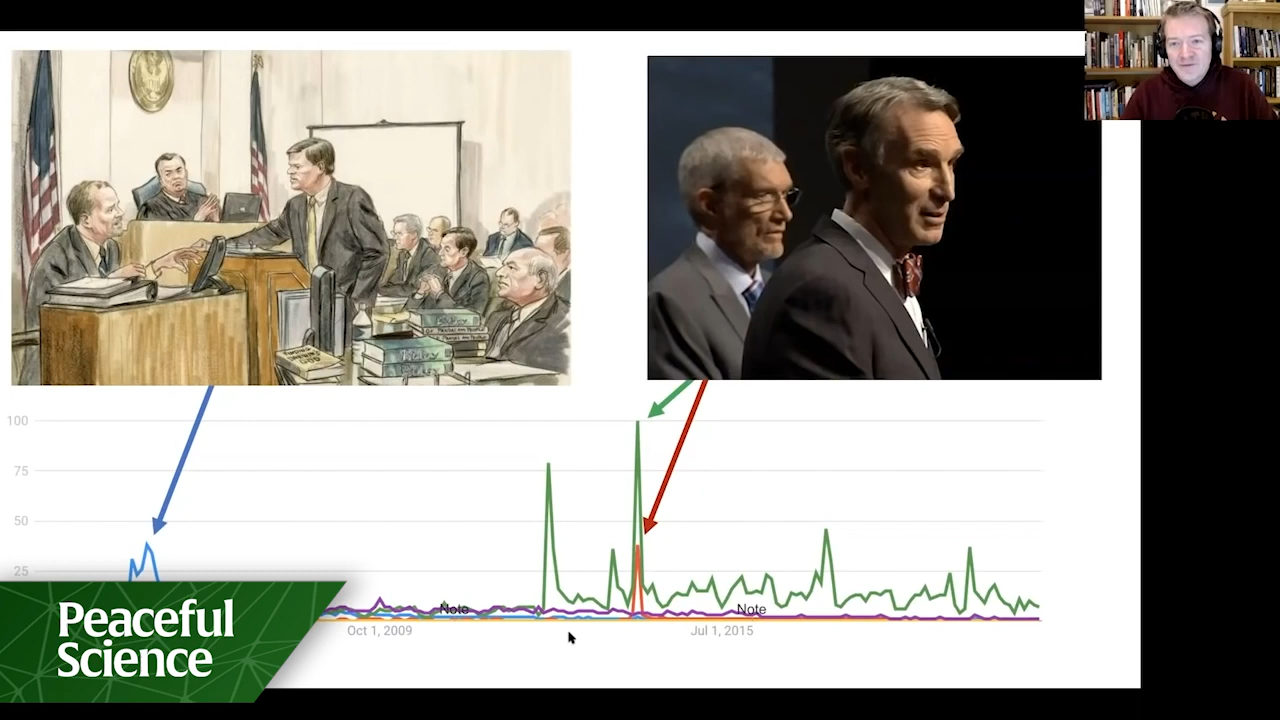 100
75
50
25
Note
Note
Oct 1, 2009
Jul 1, 2015
Peaceful
Science